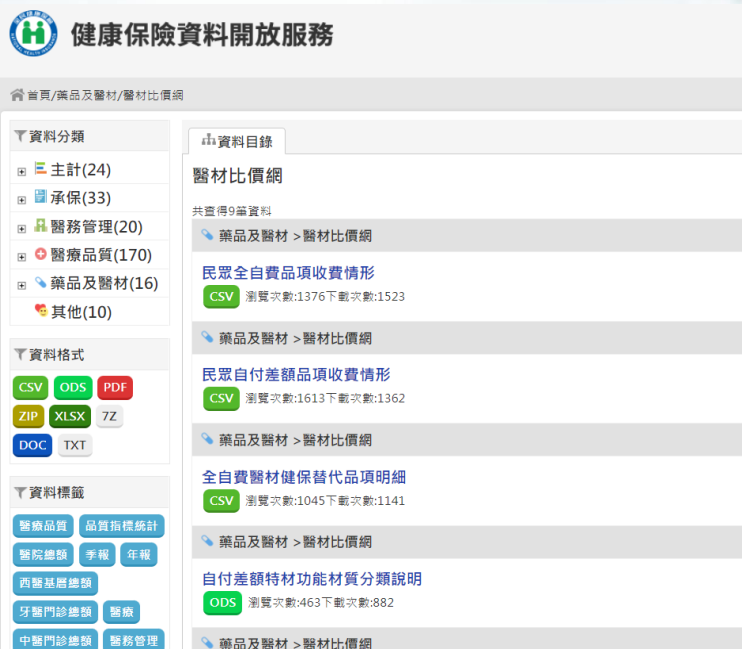 健康保險資料開放服務
首頁/藥品及醫材/醫材比價網
資料分類
主計(24)
承保(33)
醫務管理(20)
醫療品質(170)
藥品及醫材(16)
其他(10)
資料格式
CSV ODS PDF
ZIP XLSX 7Z
DOC TXT
資料標籤
醫療品質 品質指標統計
醫院總額 季報 年報
西醫基層總額
牙醫門診總額 醫療
中醫門診總額 醫務管理
資料目錄
醫材比價網
共查得9筆資料
藥品及醫材 >醫材比價網
民眾全自費品項收費情形
CSV 瀏覽次數:1376下載次數:1523
藥品及醫材 >醫材比價網
民眾自付差額品項收費情形
CSV 瀏覽次數:1613下載次數:1362
藥品及醫材 >醫材比價網
全自費醫材健保替代品項明細
CSV 瀏覽次數:1045下載次數:1141
藥品及醫材 >醫材比價網
自付差額特材功能材質分類說明
ODS 瀏覽次數:463下載次數:882
藥品及醫材 >醫材比價網